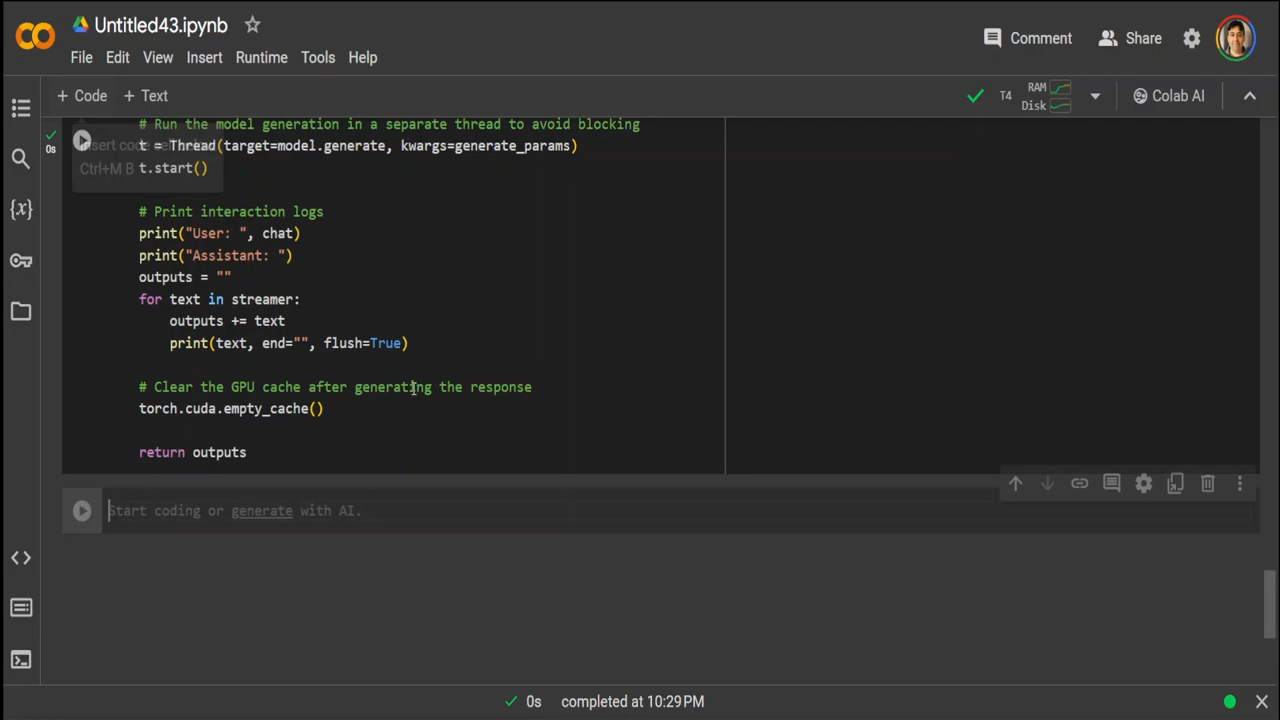 Untitled43.ipynb
Comment
Share
File Edit View Insert Runtime Tools Help
+ Code + Text
T4
RAM
Disk
Colab AI
# Run the model generation in a separate thread to avoid blocking
0s
t = Thread(target=model.generate, kwargs=generate_params)
Insert code cell below
Ctrl+M B
t.start()
# Print interaction logs
{x}
print("User: ", chat)
print("Assistant: ")
outputs = ""
for text in streamer:
outputs += text
print(text, end="", flush=True)
# Clear the GPU cache after generating the response
torch.cuda.empty_cache()
return outputs
Start coding or generate with AI.
0s completed at 10:29 PM